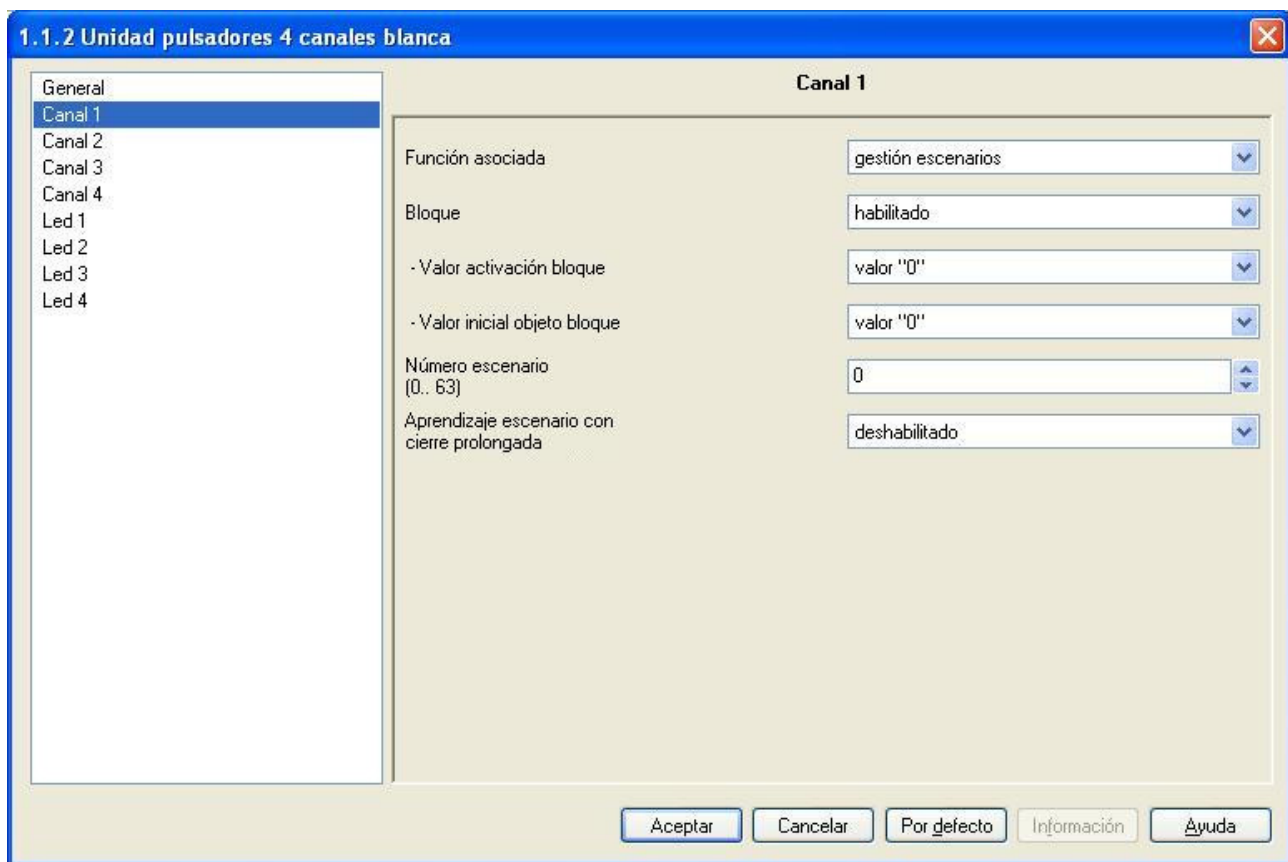 1.1.2 Unidad pulsadores 4 canales blanca
General
Canal 1
Canal 2
Canal 3
Canal 4
Led 1
Led 2
Led 3
Led 4
Canal 1
Función asociada
gestión escenarios
Bloque
habilitado
- Valor activación bloque
valor "0"
- Valor inicial objeto bloque
valor "0"
Número escenario
(0.. 63)
0
Aprendizaje escenario con
cierre prolongada
deshabilitado
Aceptar
Cancelar
Por defecto
Información
Ayuda